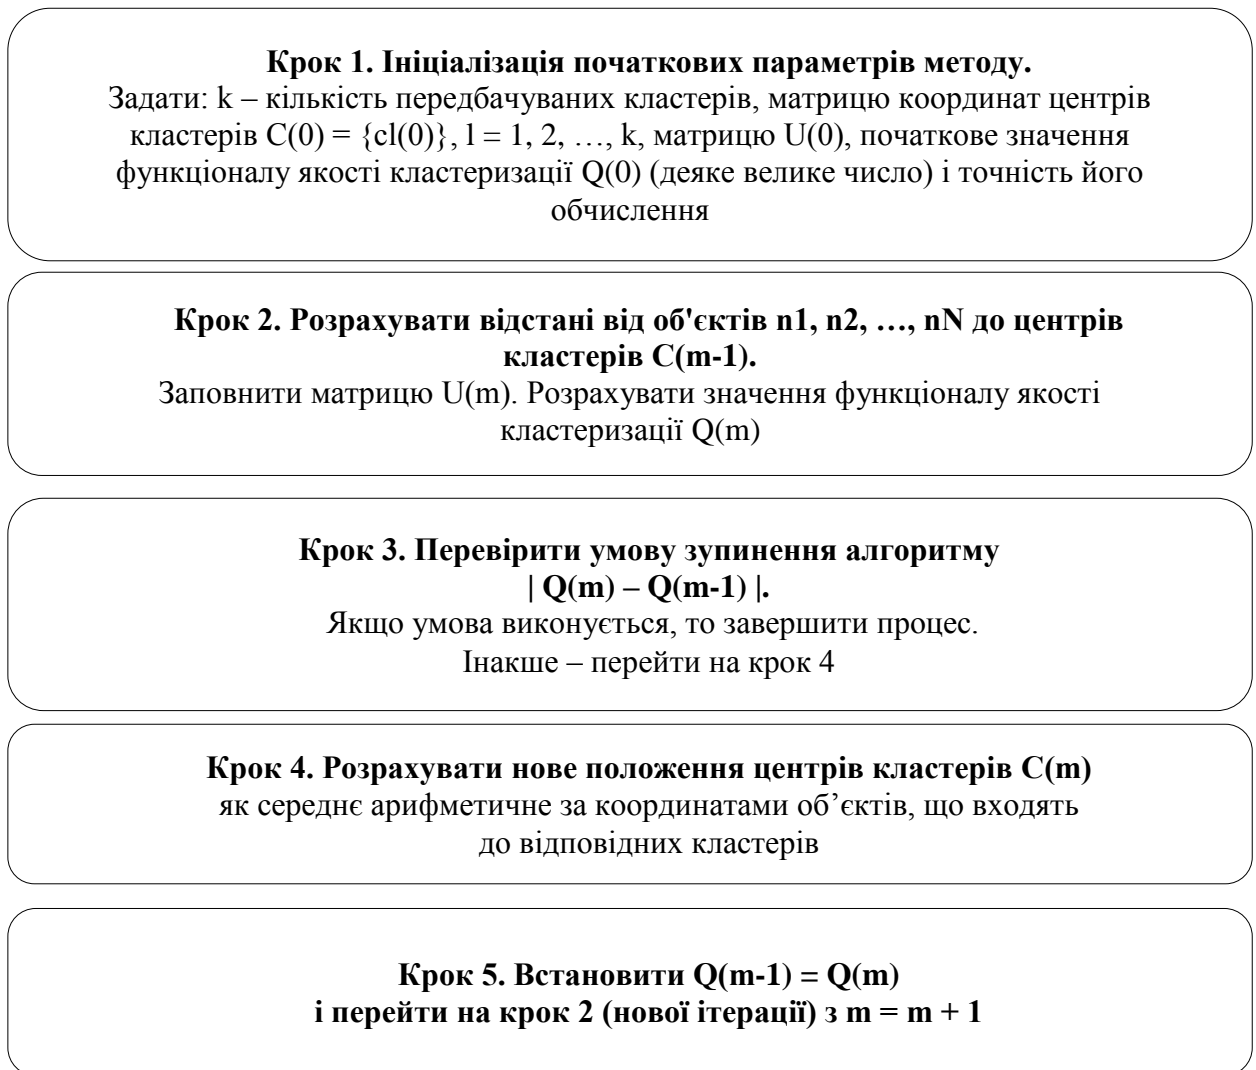 Крок 1. Ініціалізація початкових параметрів методу.
Задати: k – кількість передбачуваних кластерів, матрицю координат центрів
кластерів C(0) = {cl(0)}, l = 1, 2, …, k, матрицю U(0), початкове значення
функціоналу якості кластеризації Q(0) (деяке велике число) і точність його
обчислення
Крок 2. Розрахувати відстані від об'єктів n1, n2, …, nN до центрів
кластерів C(m-1).
Заповнити матрицю U(m). Розрахувати значення функціоналу якості
кластеризації Q(m)
Крок 3. Перевірити умову зупинення алгоритму
| Q(m) – Q(m-1) |.
Якщо умова виконується, то завершити процес.
Інакше – перейти на крок 4
Крок 4. Розрахувати нове положення центрів кластерів C(m)
як середнє арифметичне за координатами об’єктів, що входять
до відповідних кластерів
Крок 5. Встановити Q(m-1) = Q(m)
і перейти на крок 2 (нової ітерації) з m = m + 1